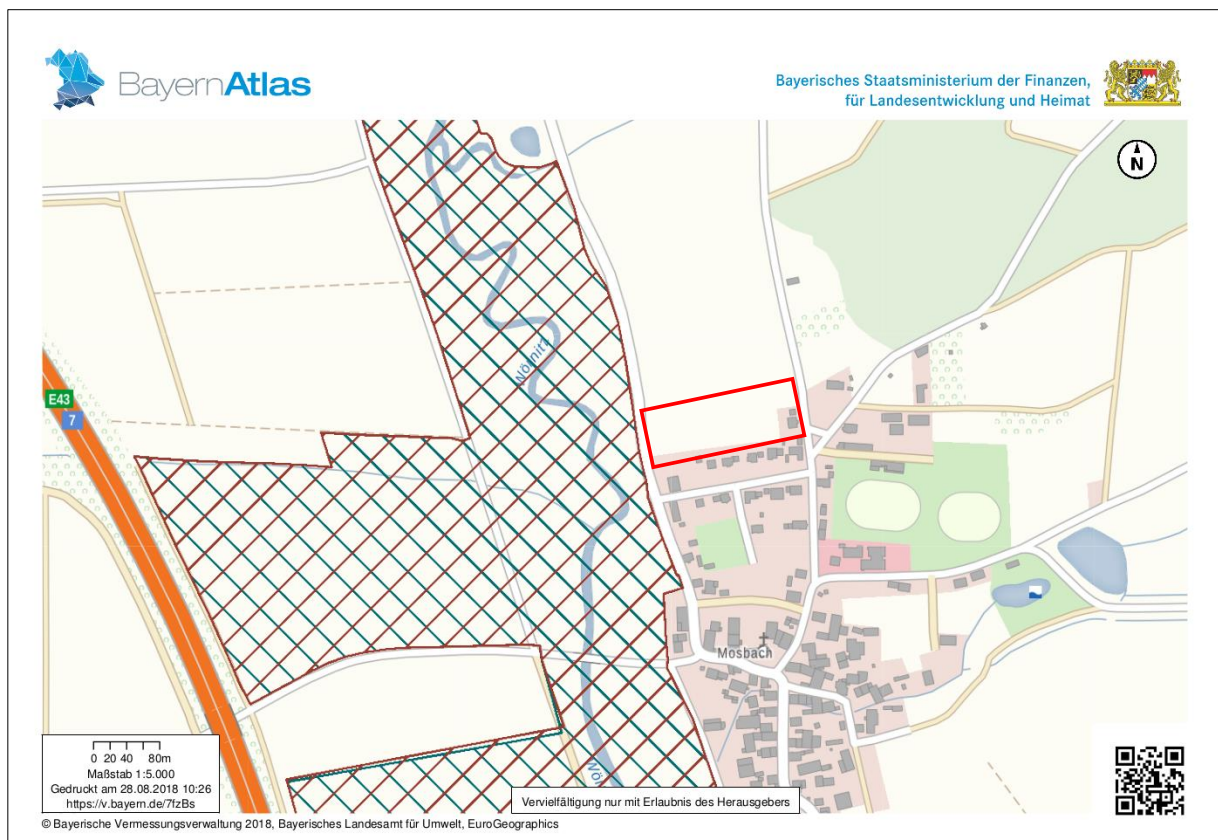 BayernAtlas
Bayerisches Staatsministerium der Finanzen,
für Landesentwicklung und Heimat
N
Wörnitz
E43
7
Mosbach
0 20 40 80m
Maßstab 1:5.000
Gedruckt am 28.08.2018 10:26
https://v.bayern.de/7fzBs
Vervielfältigung nur mit Erlaubnis des Herausgebers
© Bayerische Vermessungsverwaltung 2018, Bayerisches Landesamt für Umwelt, EuroGeographics